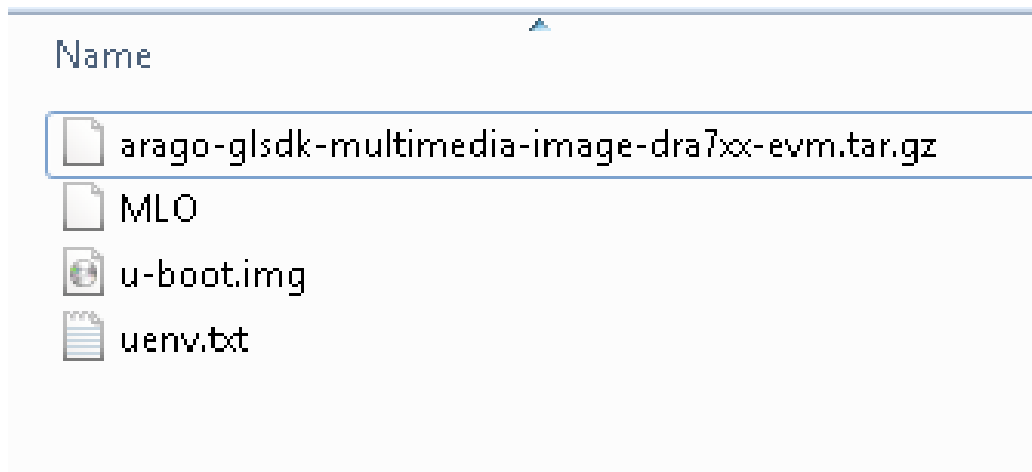 Name
arago-glsdk-multimedia-image-dra7xx-evm.tar.gz
MLO
u-boot.img
uenv.txt